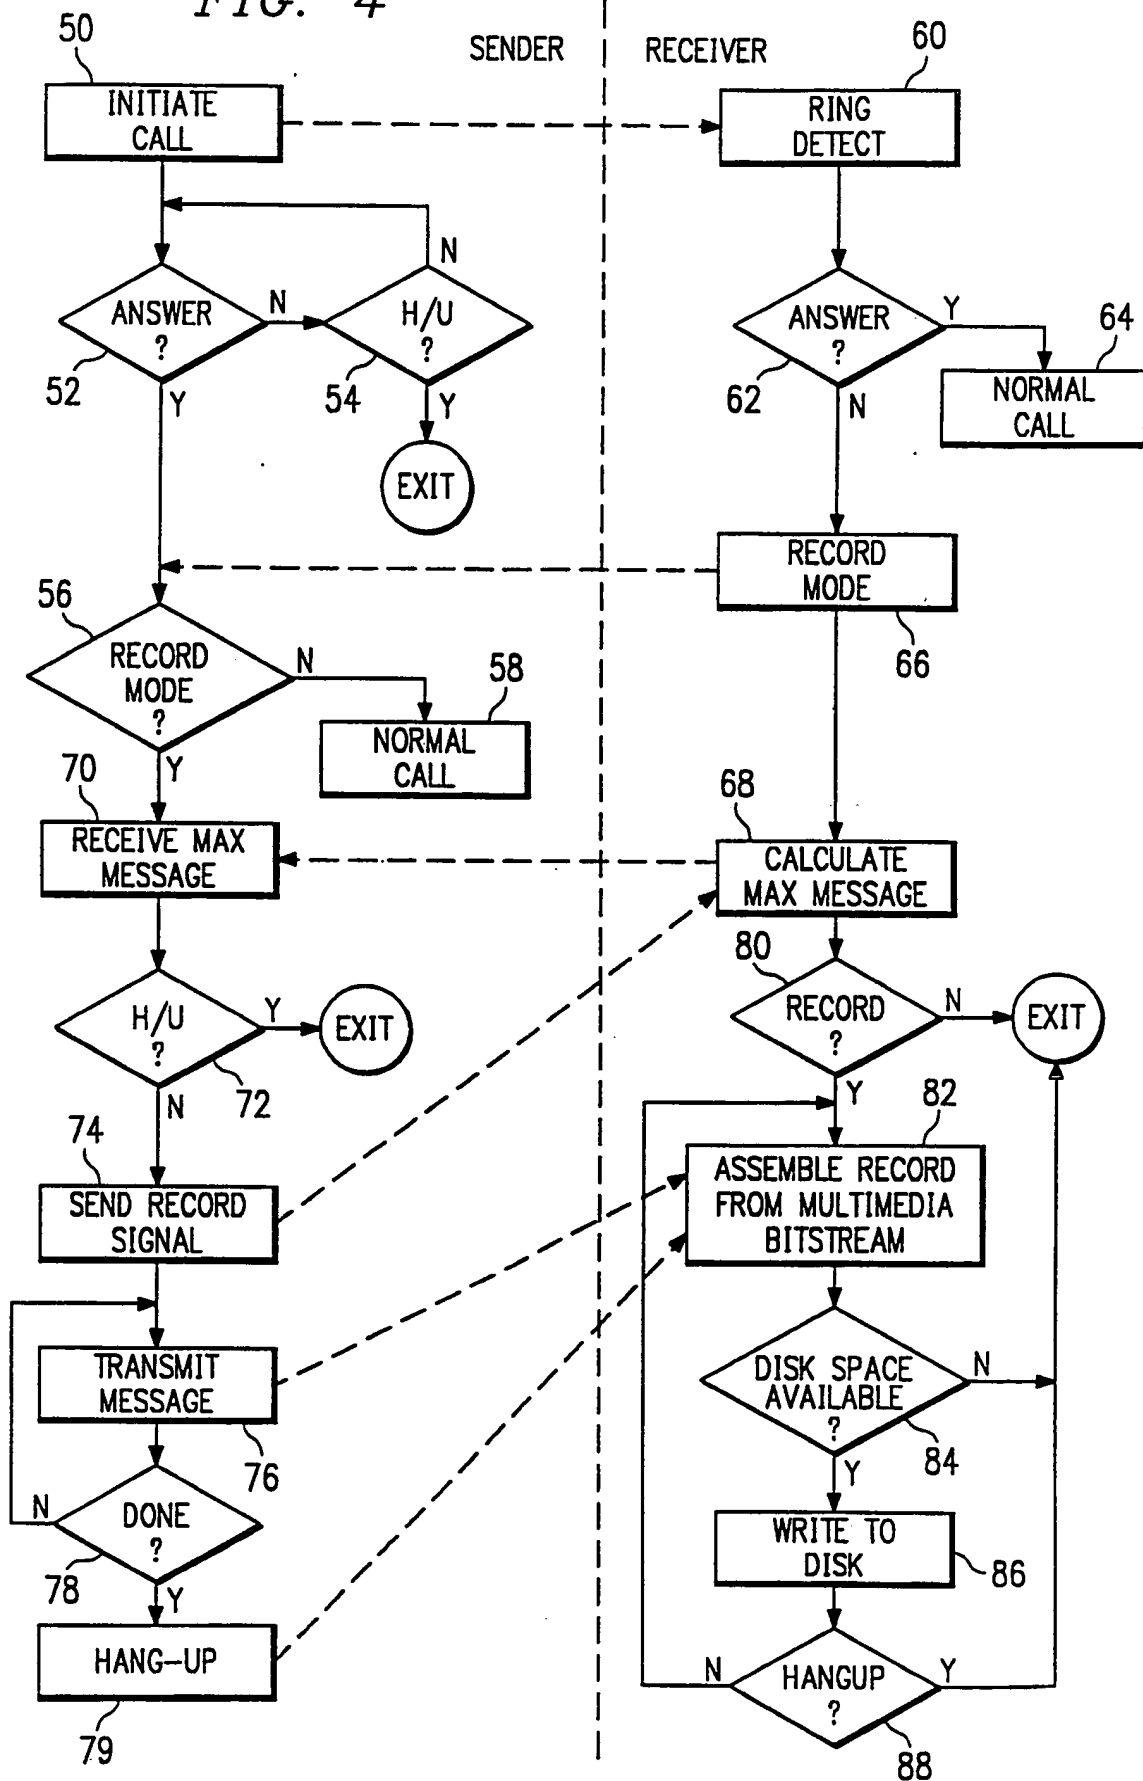 FIG. 4
SENDER
RECEIVER
50
INITIATE
CALL
60
RING
DETECT
ANSWER
?
52
N
Y
H/U
?
54
N
Y
EXIT
ANSWER
?
62
Y
N
64
NORMAL
CALL
RECORD
MODE
66
56
RECORD
MODE
?
N
Y
58
NORMAL
CALL
70
RECEIVE MAX
MESSAGE
68
CALCULATE
MAX MESSAGE
H/U
?
72
Y
N
EXIT
80
RECORD
?
N
Y
EXIT
74
SEND RECORD
SIGNAL
82
ASSEMBLE RECORD
FROM MULTIMEDIA
BITSTREAM
TRANSMIT
MESSAGE
76
DISK SPACE
AVAILABLE
?
84
N
Y
DONE
?
78
N
Y
WRITE TO
DISK
86
HANG-UP
79
HANGUP
?
88
N
Y